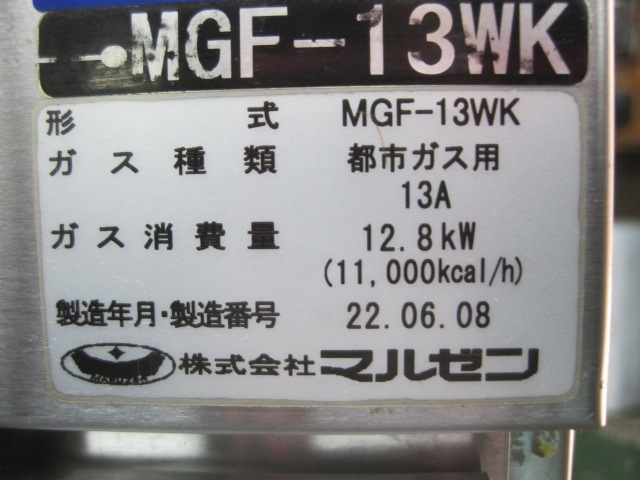 MGF-13WK
形式 MGF-13WK
ガス種類 都市ガス用
13A
ガス消費量 12.8kW
(11,000kcal/h)
製造年月・製造番号 22.06.08
MARUZEN 株式会社 マルゼン